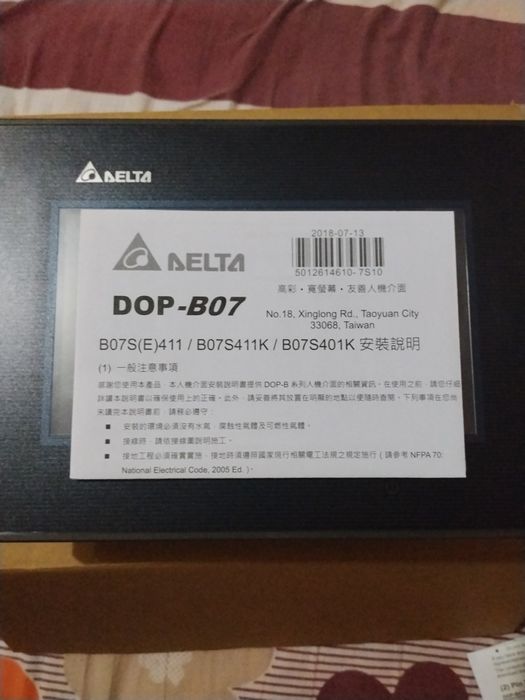 DELTA
2018-07-13
5012614610-7S10
DELTA
高彩·寬螢幕·友善人機介面
DOP-B07
No.18, Xinglong Rd., Taoyuan City
33068, Taiwan
B07S(E)411 / B07S411K / B07S401K 安裝說明
(1) 一般注意事項
感謝您使用本產品，本人機介面安裝說明書提供 DOP-B 系列人機介面的相關資訊。在使用之前，請您仔細
詳讀本說明書以確保使用上的正確。此外，請妥善將其放置在明顯的地點以便隨時查閱。下列事項在您尚
未讀完本說明書前，請務必遵守：
■ 安裝的環境必須沒有水氣，腐蝕性氣體及可燃性氣體。
■ 接線時，請依接線圖說明施工。
■ 接地工程必須確實實施，接地時須遵照國家現行相關電工法規之規定施行 ( 請參考 NFPA 70:
National Electrical Code, 2005 Ed. )。